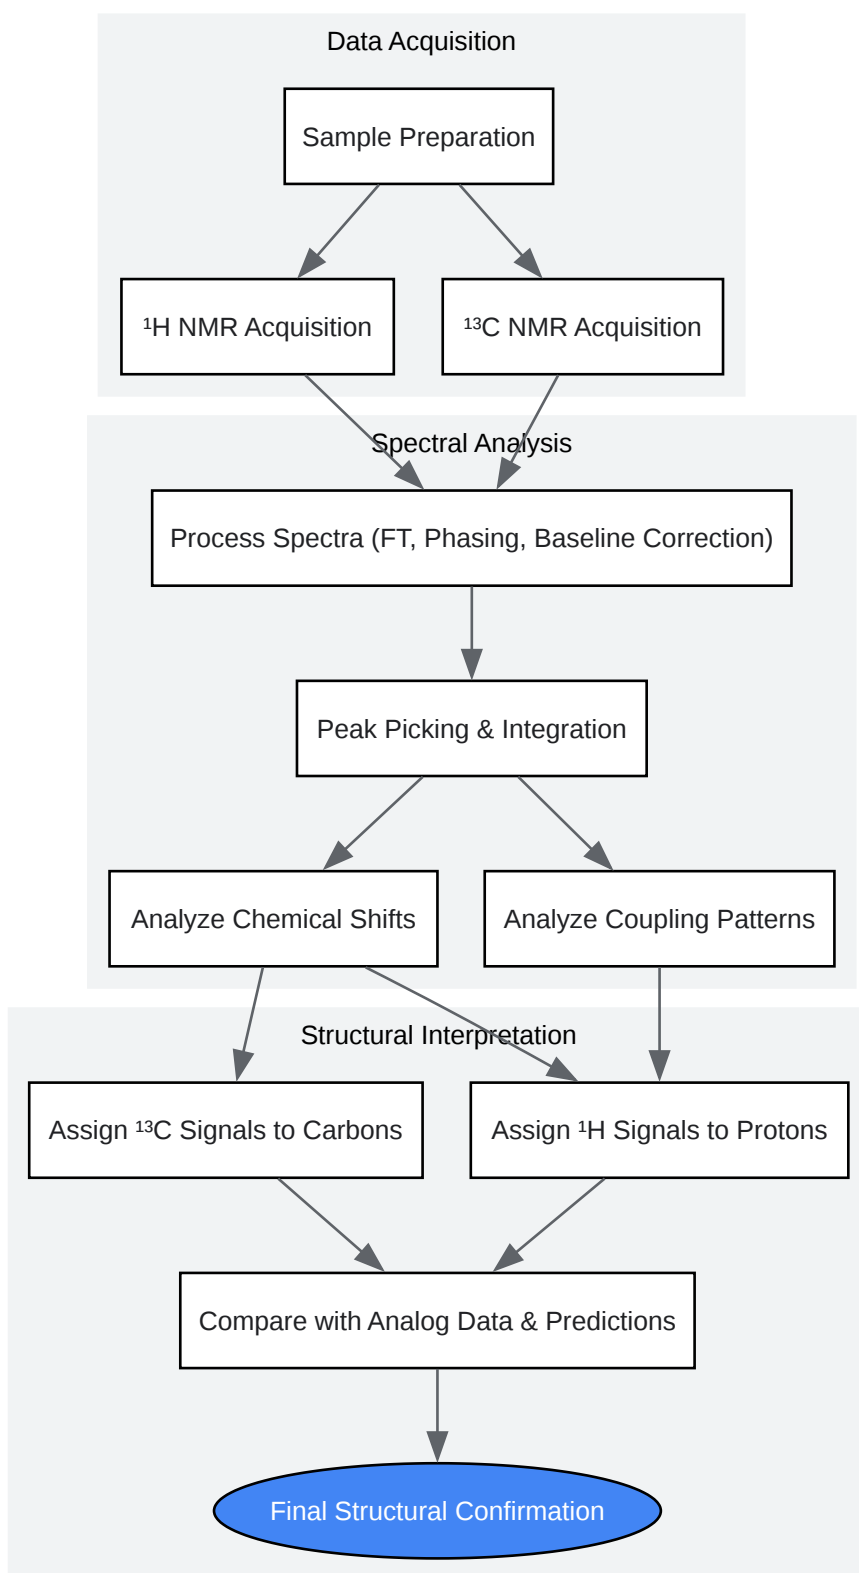 Data Acquisition
Sample Preparation
¹H NMR Acquisition
¹³C NMR Acquisition
Spectral Analysis
Process Spectra (FT, Phasing, Baseline Correction)
Peak Picking & Integration
Analyze Chemical Shifts
Analyze Coupling Patterns
Structural Interpretation
Assign ¹³C Signals to Carbons
Assign ¹H Signals to Protons
Compare with Analog Data & Predictions
Final Structural Confirmation